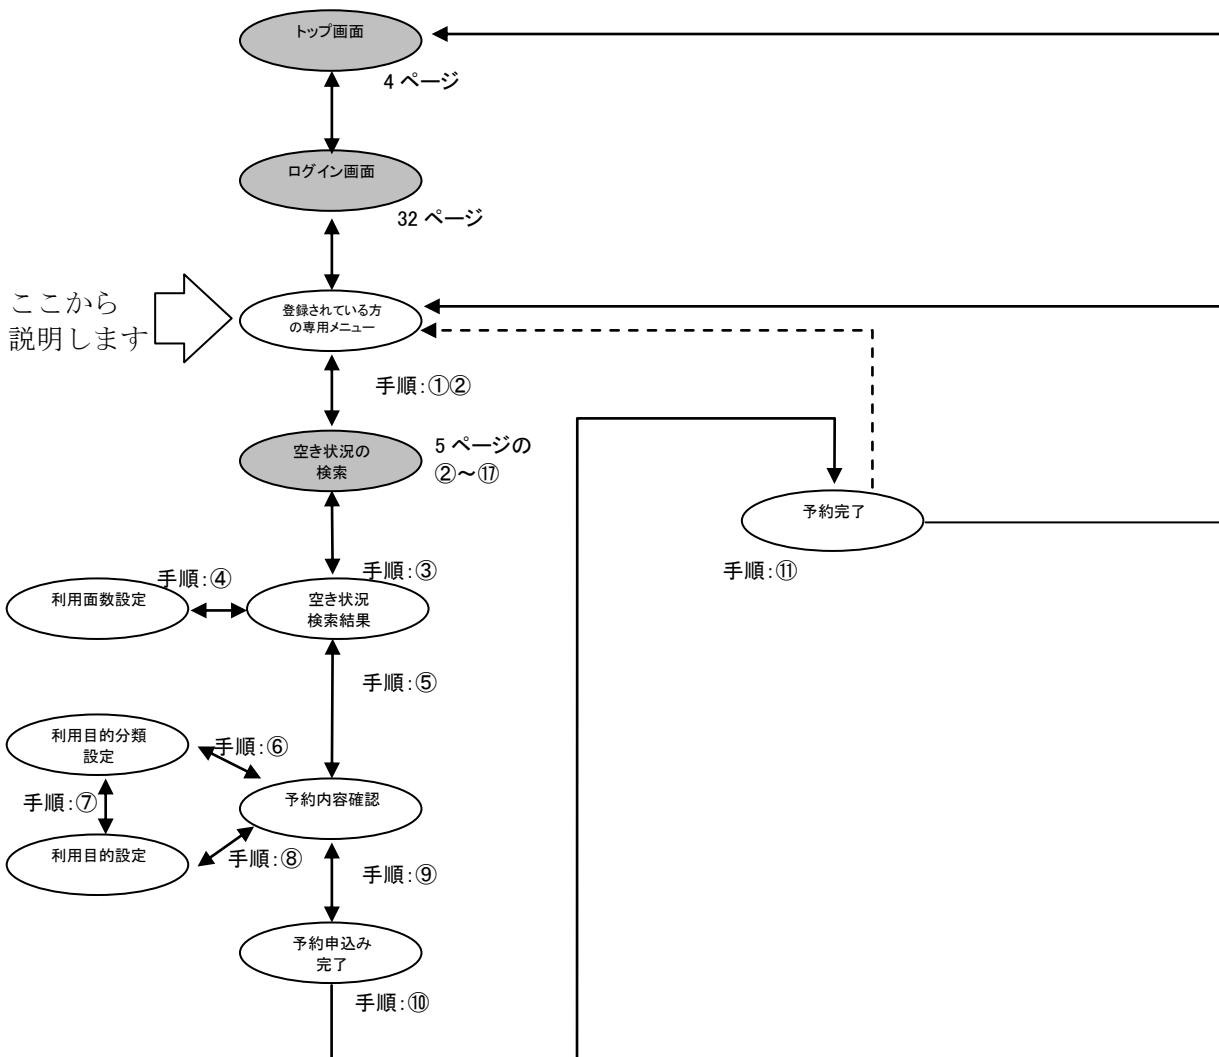 トップ画面
4 ページ
ログイン画面
32 ページ
ここから
説明します
登録されている方
の専用メニュー
手順：①②
空き状況の
検索
5 ページの
②～⑰
予約完了
手順：⑪
手順：③
手順：④
利用面数設定
空き状況
検索結果
手順：⑤
利用目的分類
設定
手順：⑥
手順：⑦
予約内容確認
利用目的設定
手順：⑧
手順：⑨
予約申込み
完了
手順：⑩